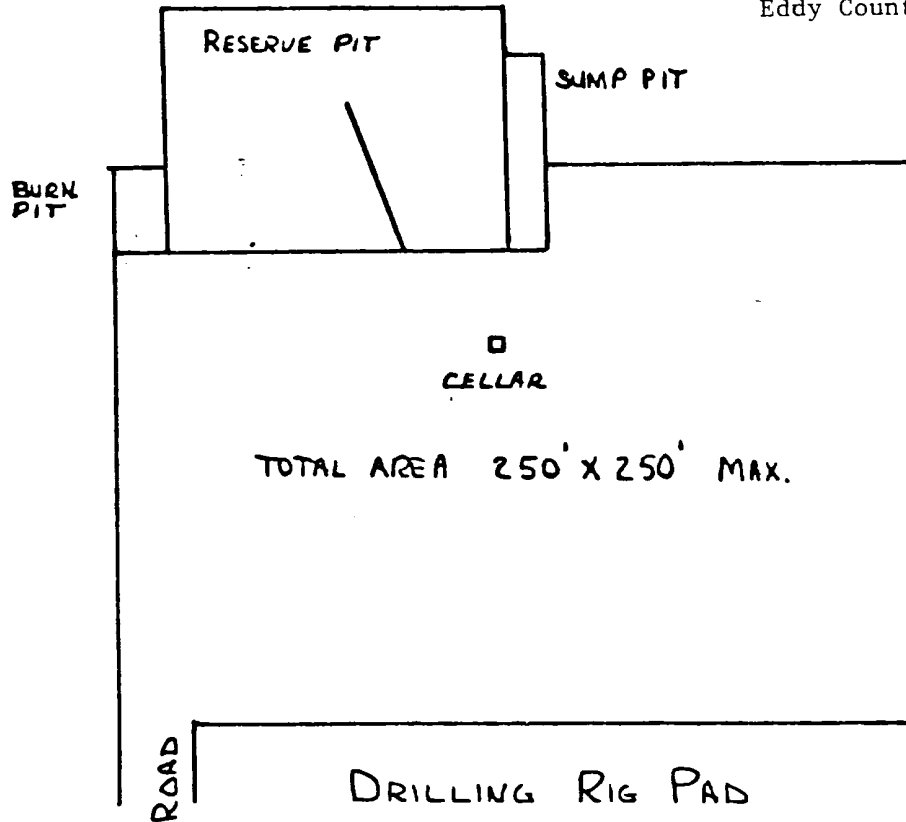 Eddy Count
RESERVE PIT
SUMP PIT
BURN
PIT
CELLAR
TOTAL AREA 250' X 250' MAX.
ROAD
DRILLING RIG PAD